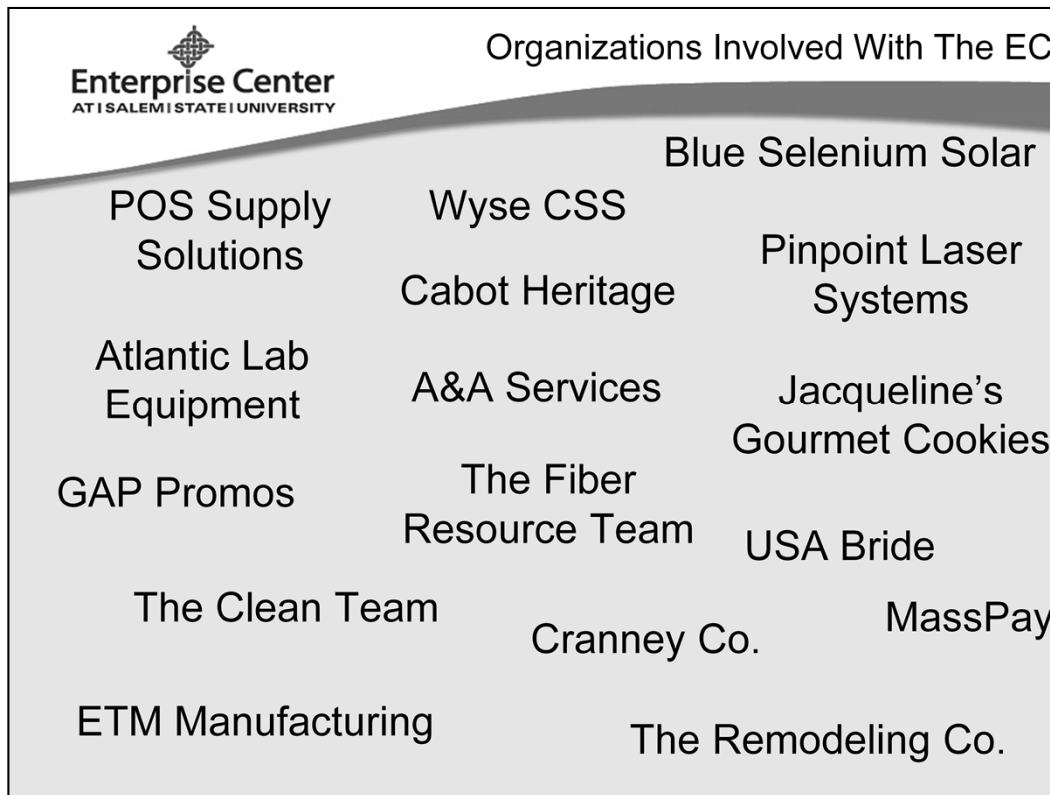 Enterprise Center
AT|SALEM|STATE|UNIVERSITY
Organizations Involved With The EC
Blue Selenium Solar
POS Supply
Solutions
Wyse CSS
Pinpoint Laser
Systems
Cabot Heritage
Atlantic Lab
Equipment
A&A Services
Jacqueline’s
Gourmet Cookies
GAP Promos
The Fiber
Resource Team
USA Bride
The Clean Team
Cranney Co.
MassPay
ETM Manufacturing
The Remodeling Co.